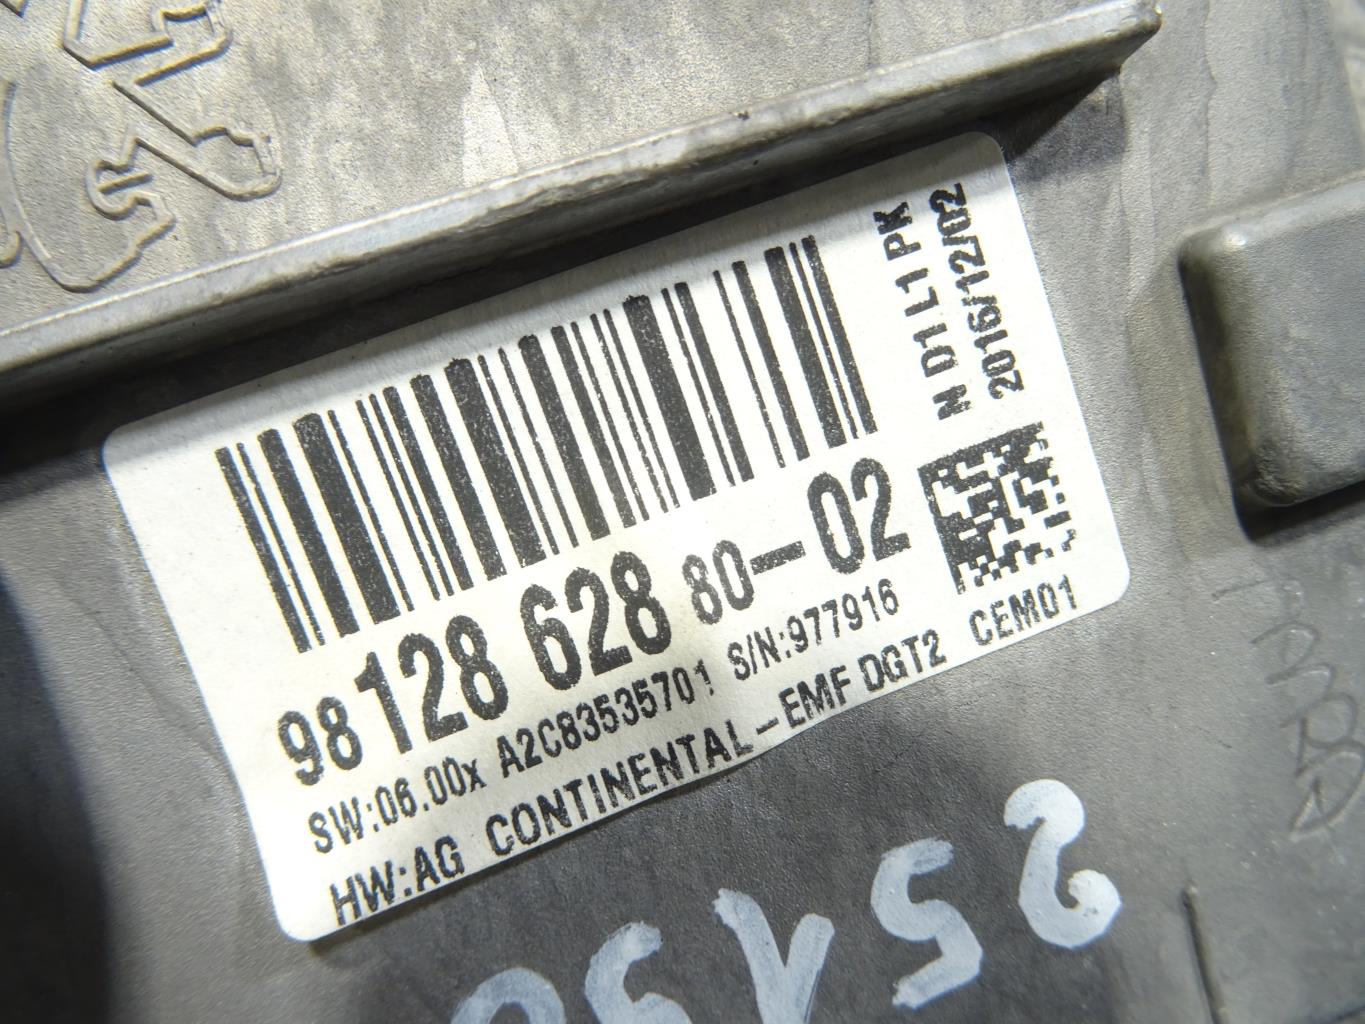 N D1 L1 PK
2016/12/02
98 128 628 80-02
SW:06.00x A2C83535701 S/N:977916
HW:AG CONTINENTAL-EMF DGT2 CEM01